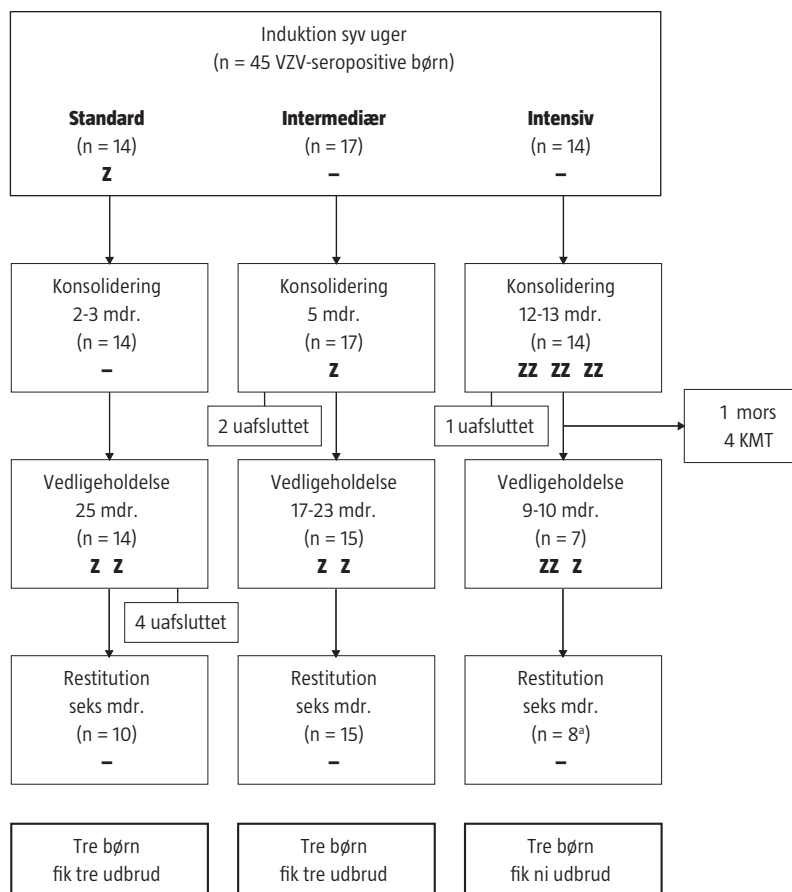 Induktion syv uger
(n = 45 VZV-seropositive børn)
Standard
(n = 14)
Z
Intermediær
(n = 17)
–
Intensiv
(n = 14)
–
Konsolidering
2-3 mdr.
(n = 14)
–
Konsolidering
5 mdr.
(n = 17)
Z
Konsolidering
12-13 mdr.
(n = 14)
ZZ ZZ ZZ
2 uafsluttet
1 uafsluttet
1 mors
4 KMT
Vedligeholdelse
25 mdr.
(n = 14)
Z Z
Vedligeholdelse
17-23 mdr.
(n = 15)
Z Z
Vedligeholdelse
9-10 mdr.
(n = 7)
ZZ Z
4 uafsluttet
Restitution
seks mdr.
(n = 10)
–
Restitution
seks mdr.
(n = 15)
–
Restitution
seks mdr.
(n = 8ᵃ)
–
Tre børn
fik tre udbrud
Tre børn
fik tre udbrud
Tre børn
fik ni udbrud